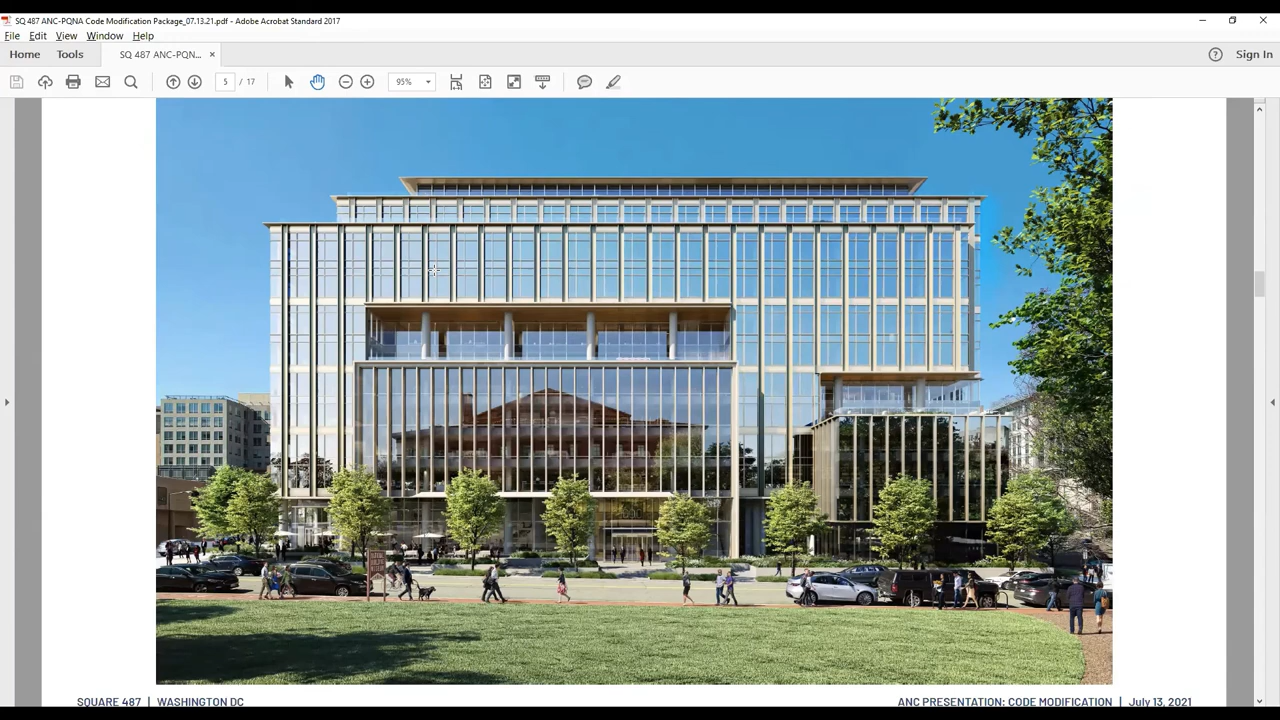 SQ 487 ANC-PQNA Code Modification Package_07.13.21.pdf - Adobe Acrobat Standard 2017
File Edit View Window Help
Home Tools SQ 487 ANC-PQN... × Sign In
5 / 17 95%
SQUARE 487 | WASHINGTON DC ANC PRESENTATION: CODE MODIFICATION | July 13, 2021